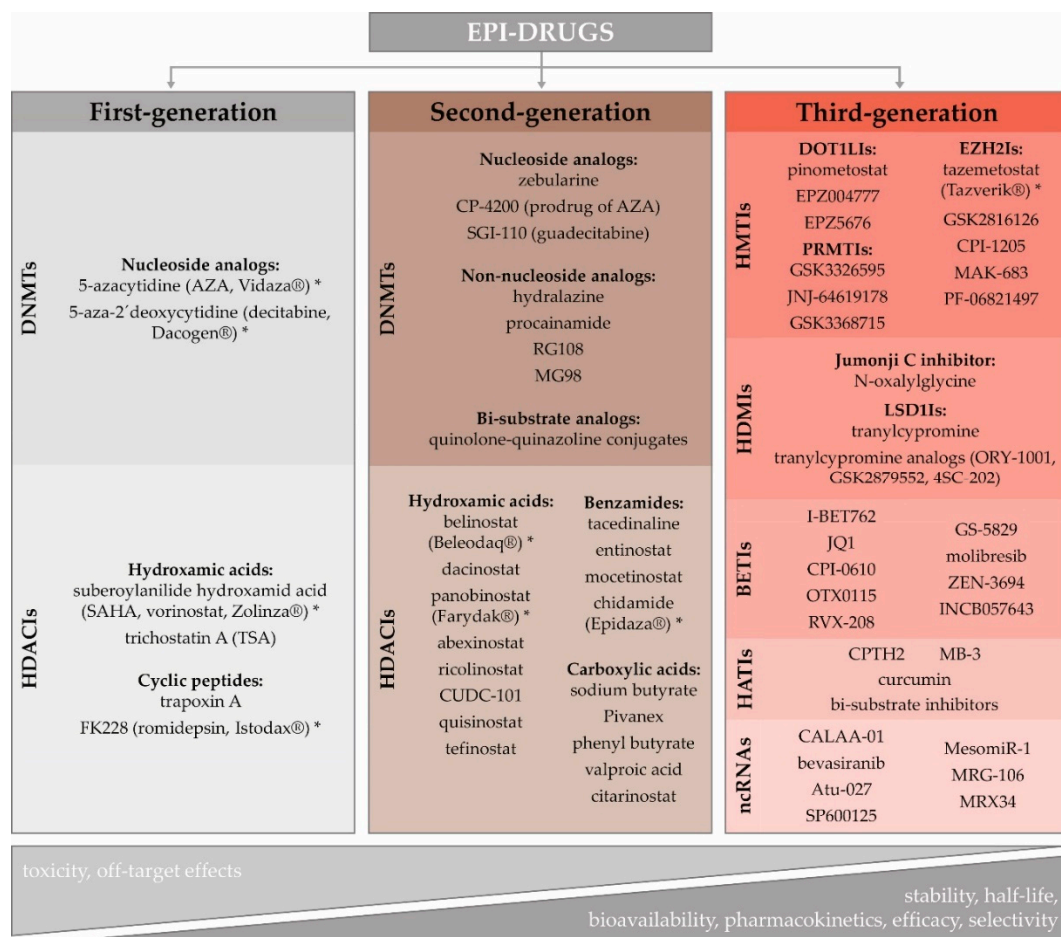 EPI-DRUGS
First-generation
DNMTs
Nucleoside analogs:
5-azacytidine (AZA, Vidaza®) *
5-aza-2´deoxycytidine (decitabine,
Dacogen®) *
HDACIs
Hydroxamic acids:
suberoylanilide hydroxamid acid
(SAHA, vorinostat, Zolinza®) *
trichostatin A (TSA)
Cyclic peptides:
trapoxin A
FK228 (romidepsin, Istodax®) *
Second-generation
DNMTs
Nucleoside analogs:
zebularine
CP-4200 (prodrug of AZA)
SGI-110 (guadecitabine)
Non-nucleoside analogs:
hydralazine
procainamide
RG108
MG98
Bi-substrate analogs:
quinolone-quinazoline conjugates
HDACIs
Hydroxamic acids:
belinostat
(Beleodaq®) *
dacinostat
panobinostat
(Farydak®) *
abexinostat
ricolinostat
CUDC-101
quisinostat
tefinostat
Benzamides:
tacedinaline
entinostat
mocetinostat
chidamide
(Epidaza®) *
Carboxylic acids:
sodium butyrate
Pivanex
phenyl butyrate
valproic acid
citarinostat
Third-generation
HMTIs
DOT1LIs:
pinometostat
EPZ004777
EPZ5676
PRMTIs:
GSK3326595
JNJ-64619178
GSK3368715
EZH2Is:
tazemetostat
(Tazverik®) *
GSK2816126
CPI-1205
MAK-683
PF-06821497
HDMIs
Jumonji C inhibitor:
N-oxalylglycine
LSD1Is:
tranylcypromine
tranylcypromine analogs (ORY-1001,
GSK2879552, 4SC-202)
BETIs
I-BET762
JQ1
CPI-0610
OTX0115
RVX-208
GS-5829
molibresib
ZEN-3694
INCB057643
HATIs
CPTH2 MB-3
curcumin
bi-substrate inhibitors
ncRNAs
CALAA-01
bevasiranib
Atu-027
SP600125
MesomiR-1
MRG-106
MRX34
toxicity, off-target effects
stability, half-life,
bioavailability, pharmacokinetics, efficacy, selectivity